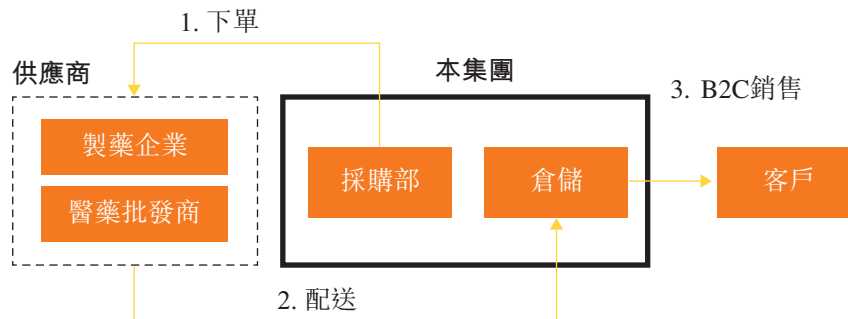 1. 下單
供應商
本集團
3. B2C銷售
製藥企業
採購部
倉儲
客戶
醫藥批發商
2. 配送